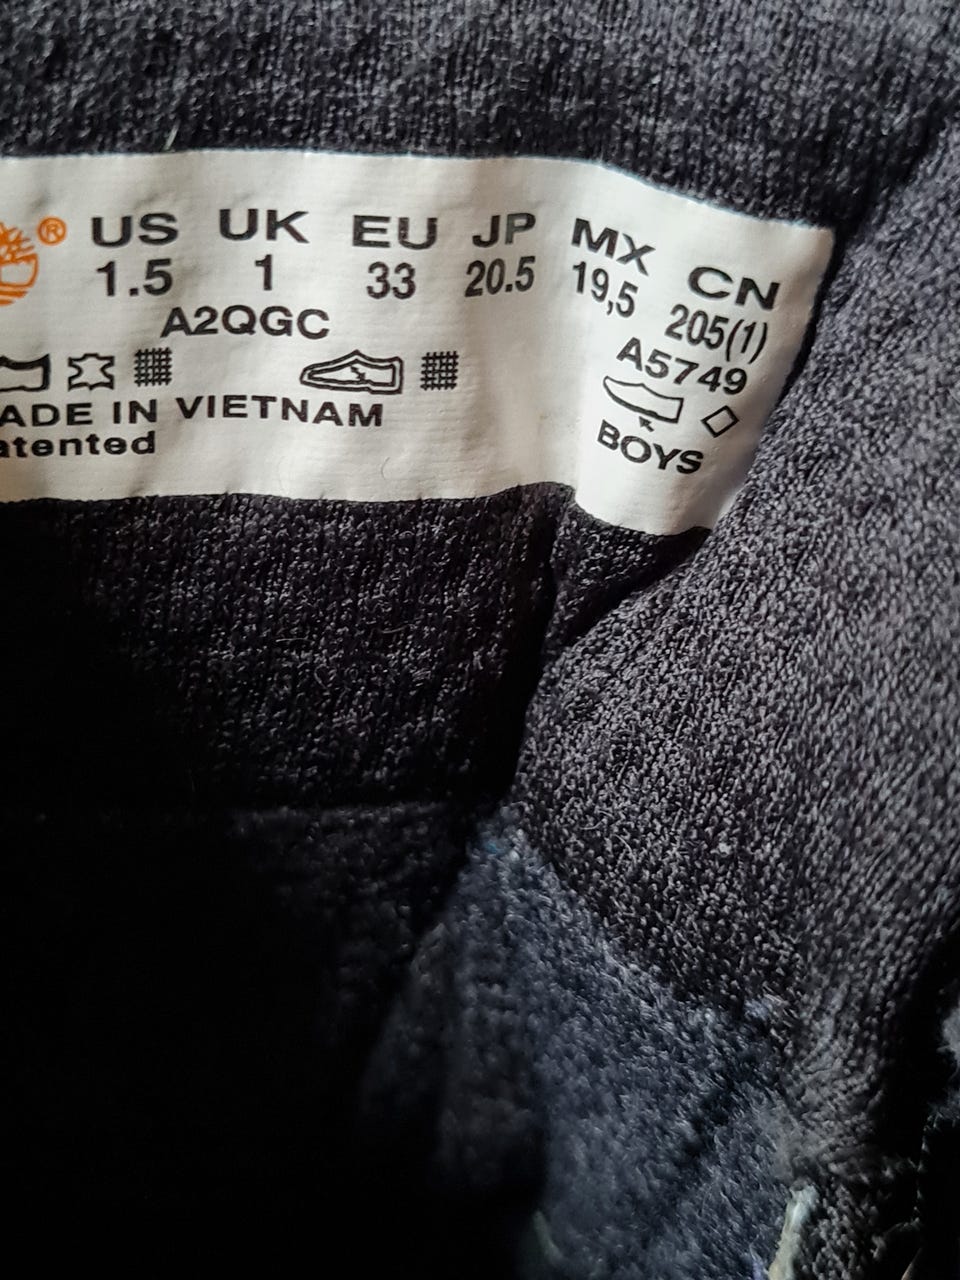 ® US UK EU JP MX CN
1.5 1 33 20.5 19,5 205(1)
A2QGC A5749
ADE IN VIETNAM BOYS
atented